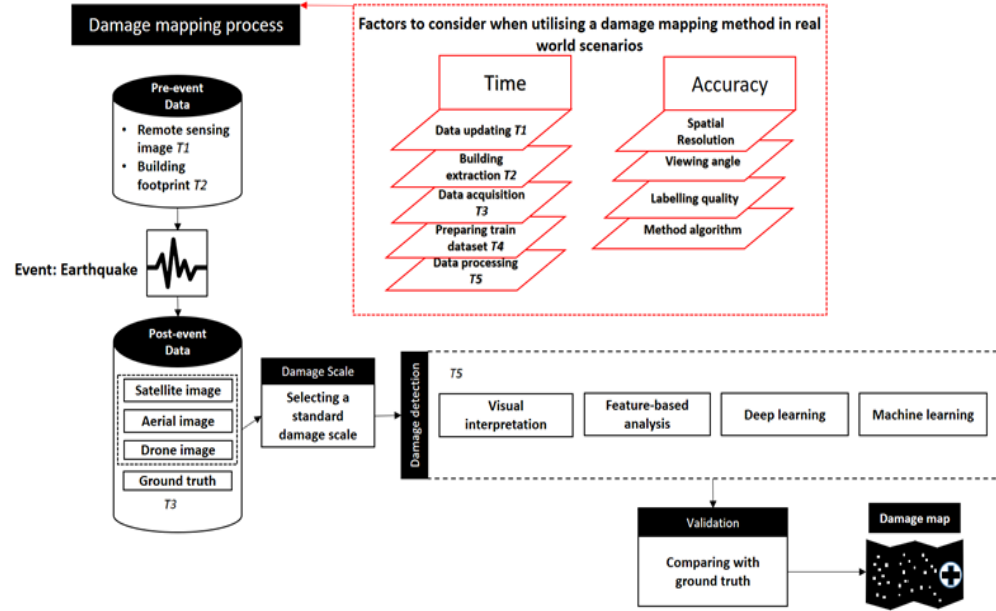 Damage mapping process
Factors to consider when utilising a damage mapping method in real
world scenarios
Time
Data updating T1
Building
extraction T2
Data acquisition
T3
Preparing train
dataset T4
Data processing
T5
Accuracy
Spatial
Resolution
Viewing angle
Labelling quality
Method algorithm
Pre-event
Data
• Remote sensing
image T1
• Building
footprint T2
Event: Earthquake
Post-event
Data
Satellite image
Aerial image
Drone image
Ground truth
T3
Damage Scale
Selecting a
standard
damage scale
Damage detection
T5
Visual
interpretation
Feature-based
analysis
Deep learning
Machine learning
Validation
Comparing with
ground truth
Damage map